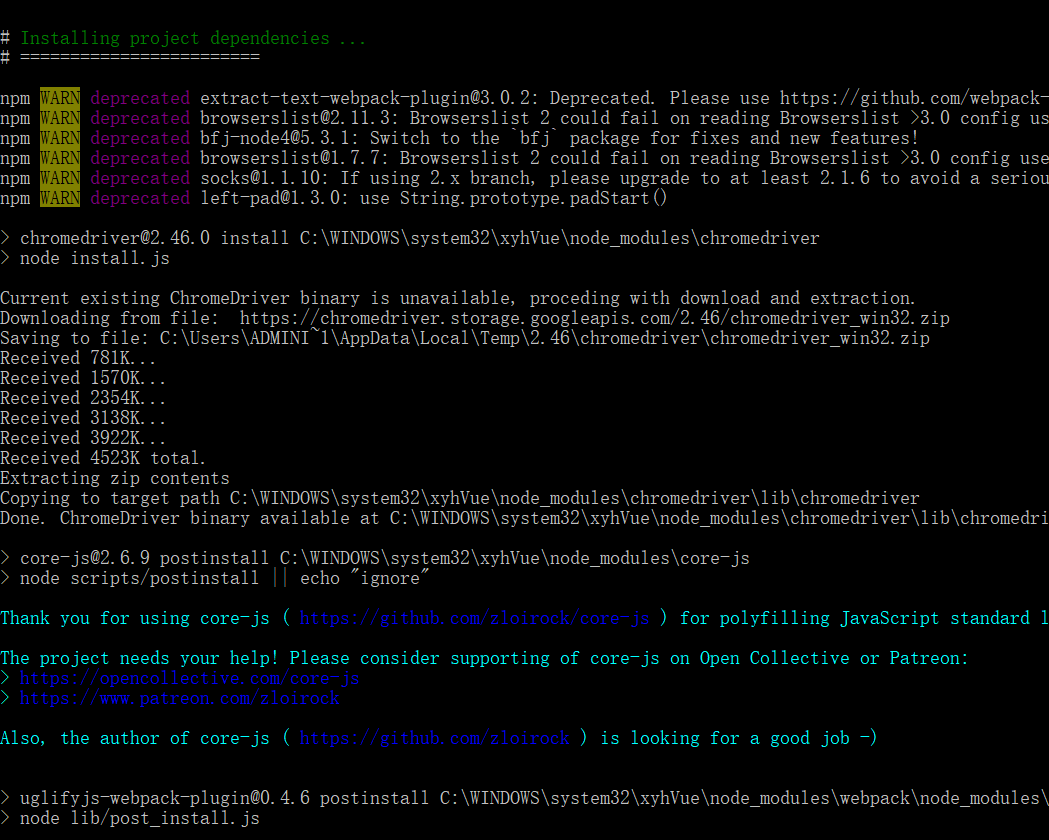 # Installing project dependencies ...
# ========================
npm WARN deprecated extract-text-webpack-plugin@3.0.2: Deprecated. Please use https://github.com/webpack-
npm WARN deprecated browserslist@2.11.3: Browserslist 2 could fail on reading Browserslist >3.0 config us
npm WARN deprecated bfj-node4@5.3.1: Switch to the `bfj` package for fixes and new features!
npm WARN deprecated browserslist@1.7.7: Browserslist 2 could fail on reading Browserslist >3.0 config use
npm WARN deprecated socks@1.1.10: If using 2.x branch, please upgrade to at least 2.1.6 to avoid a seriou
npm WARN deprecated left-pad@1.3.0: use String.prototype.padStart()
> chromedriver@2.46.0 install C:\WINDOWS\system32\xyhVue\node_modules\chromedriver
> node install.js
Current existing ChromeDriver binary is unavailable, proceding with download and extraction.
Downloading from file:  https://chromedriver.storage.googleapis.com/2.46/chromedriver_win32.zip
Saving to file: C:\Users\ADMINI~1\AppData\Local\Temp\2.46\chromedriver\chromedriver_win32.zip
Received 781K...
Received 1570K...
Received 2354K...
Received 3138K...
Received 3922K...
Received 4523K total.
Extracting zip contents
Copying to target path C:\WINDOWS\system32\xyhVue\node_modules\chromedriver\lib\chromedriver
Done. ChromeDriver binary available at C:\WINDOWS\system32\xyhVue\node_modules\chromedriver\lib\chromedri
> core-js@2.6.9 postinstall C:\WINDOWS\system32\xyhVue\node_modules\core-js
> node scripts/postinstall || echo "ignore"
Thank you for using core-js ( https://github.com/zloirock/core-js ) for polyfilling JavaScript standard l
The project needs your help! Please consider supporting of core-js on Open Collective or Patreon:
> https://opencollective.com/core-js
> https://www.patreon.com/zloirock
Also, the author of core-js ( https://github.com/zloirock ) is looking for a good job -)
> uglifyjs-webpack-plugin@0.4.6 postinstall C:\WINDOWS\system32\xyhVue\node_modules\webpack\node_modules\
> node lib/post_install.js